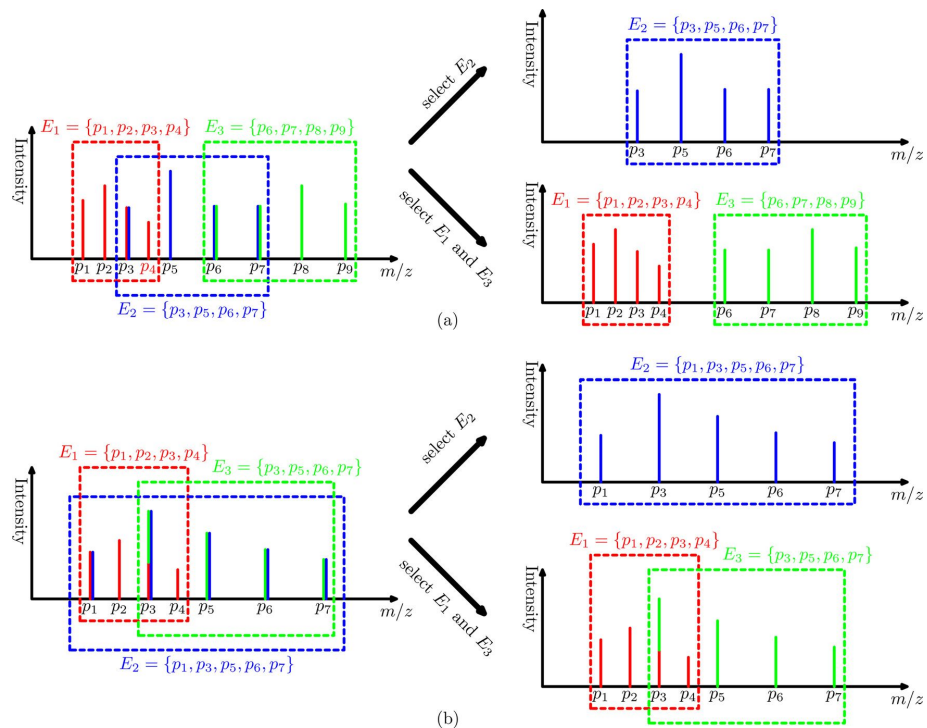 E₁ = {p₁, p₂, p₃, p₄}
E₃ = {p₆, p₇, p₈, p₉}
Intensity
p₁ p₂ p₃ p₄ p₅ p₆ p₇ p₈ p₉ m/z
E₂ = {p₃, p₅, p₆, p₇}
select E₂
select E₁ and E₃
E₂ = {p₃, p₅, p₆, p₇}
Intensity
p₃ p₅ p₆ p₇ m/z
E₁ = {p₁, p₂, p₃, p₄}
E₃ = {p₆, p₇, p₈, p₉}
Intensity
p₁ p₂ p₃ p₄ p₆ p₇ p₈ p₉ m/z
(a)
E₁ = {p₁, p₂, p₃, p₄}
E₃ = {p₃, p₅, p₆, p₇}
Intensity
p₁ p₂ p₃ p₄ p₅ p₆ p₇ m/z
E₂ = {p₁, p₃, p₅, p₆, p₇}
select E₂
select E₁ and E₃
E₂ = {p₁, p₃, p₅, p₆, p₇}
Intensity
p₁ p₃ p₅ p₆ p₇ m/z
E₁ = {p₁, p₂, p₃, p₄}
E₃ = {p₃, p₅, p₆, p₇}
Intensity
p₁ p₂ p₃ p₄ p₅ p₆ p₇ m/z
(b)